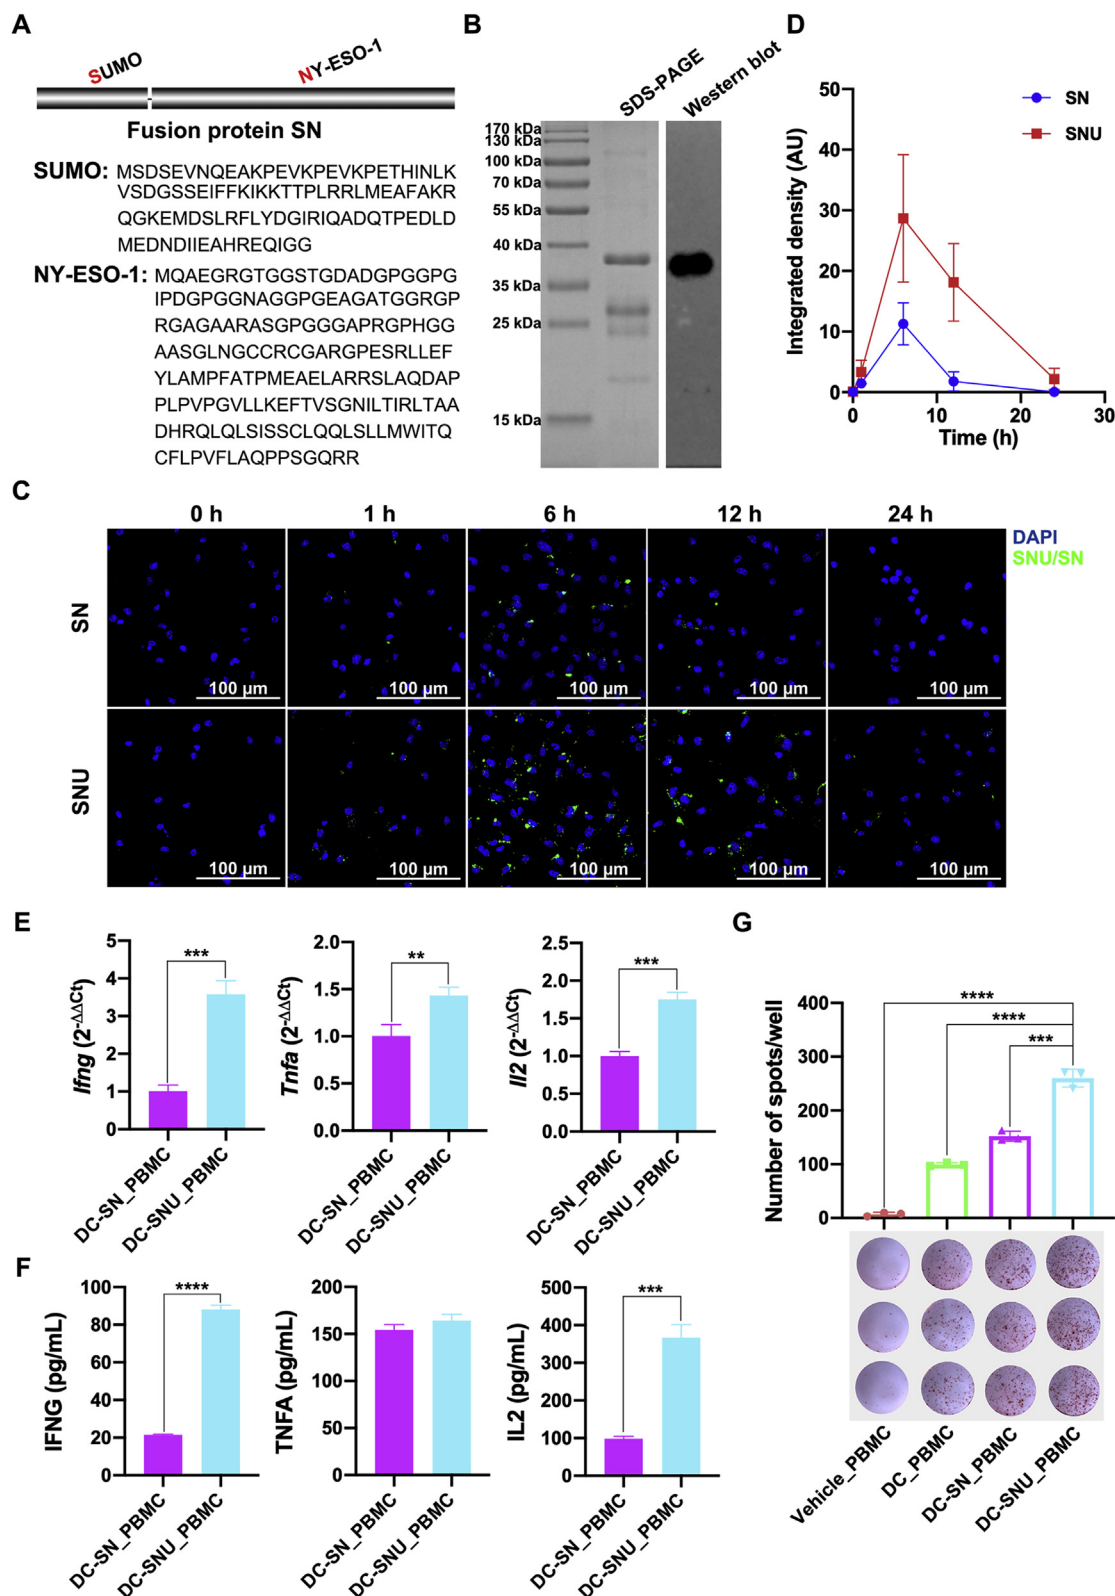 A
SUMO
NY-ESO-1
Fusion protein SN
SUMO: MSDSEVNQEAKPEVKPEVKPETHINLK
VSDGSSEIFFKIKKTTPLRRLMEAFAKR
QGKEMDSLRFLYDGIRIQADQTPEDLD
MEDNDIIEAHREQIGG
NY-ESO-1: MQAEGRGTGGSTGDADGPGGPG
IPDGPGGNAGGPGEAGATGGRGP
RGAGAARASGPGGGAPRGPHGG
AASGLNGCCRCGARGPESRLLEF
YLAMPFATPMEAELARRSLAQDAP
PLPVPGVLLKEFTVSGNILTIRLTAA
DHRQLQLSISSCLQQLSLLMWITQ
CFLPVFLAQPPSGQRR
B
SDS-PAGE
Western blot
170 kDa
130 kDa
100 kDa
70 kDa
55 kDa
40 kDa
35 kDa
25 kDa
15 kDa
D
SN
SNU
Integrated density (AU)
50
40
30
20
10
0
0 10 20 30
Time (h)
C
0 h 1 h 6 h 12 h 24 h
DAPI
SNU/SN
SN
100 µm 100 µm 100 µm 100 µm 100 µm
SNU
100 µm 100 µm 100 µm 100 µm 100 µm
E
Ifng (2-ΔΔCt)
5
4
3
2
1
0
***
DC-SN_PBMC
DC-SNU_PBMC
Tnfa (2-ΔΔCt)
2.0
1.5
1.0
0.5
0.0
**
DC-SN_PBMC
DC-SNU_PBMC
Il2 (2-ΔΔCt)
2.5
2.0
1.5
1.0
0.5
0.0
***
DC-SN_PBMC
DC-SNU_PBMC
F
IFNG (pg/mL)
100
80
60
40
20
0
****
DC-SN_PBMC
DC-SNU_PBMC
TNFA (pg/mL)
200
150
100
50
0
DC-SN_PBMC
DC-SNU_PBMC
IL2 (pg/mL)
500
400
300
200
100
0
***
DC-SN_PBMC
DC-SNU_PBMC
G
Number of spots/well
400
300
200
100
0
****
****
***
Vehicle_PBMC
DC_PBMC
DC-SN_PBMC
DC-SNU_PBMC